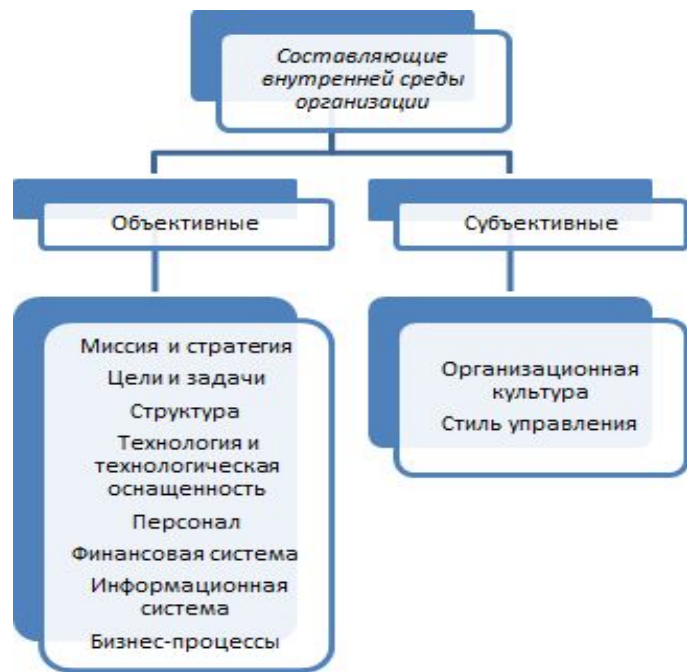 Составляющие
внутренней среды
организации
Объективные
Субъективные
Миссия и стратегия
Цели и задачи
Структура
Технология и
технологическая
оснащенность
Персонал
Финансовая система
Информационная
система
Бизнес-процессы
Организационная
культура
Стиль управления